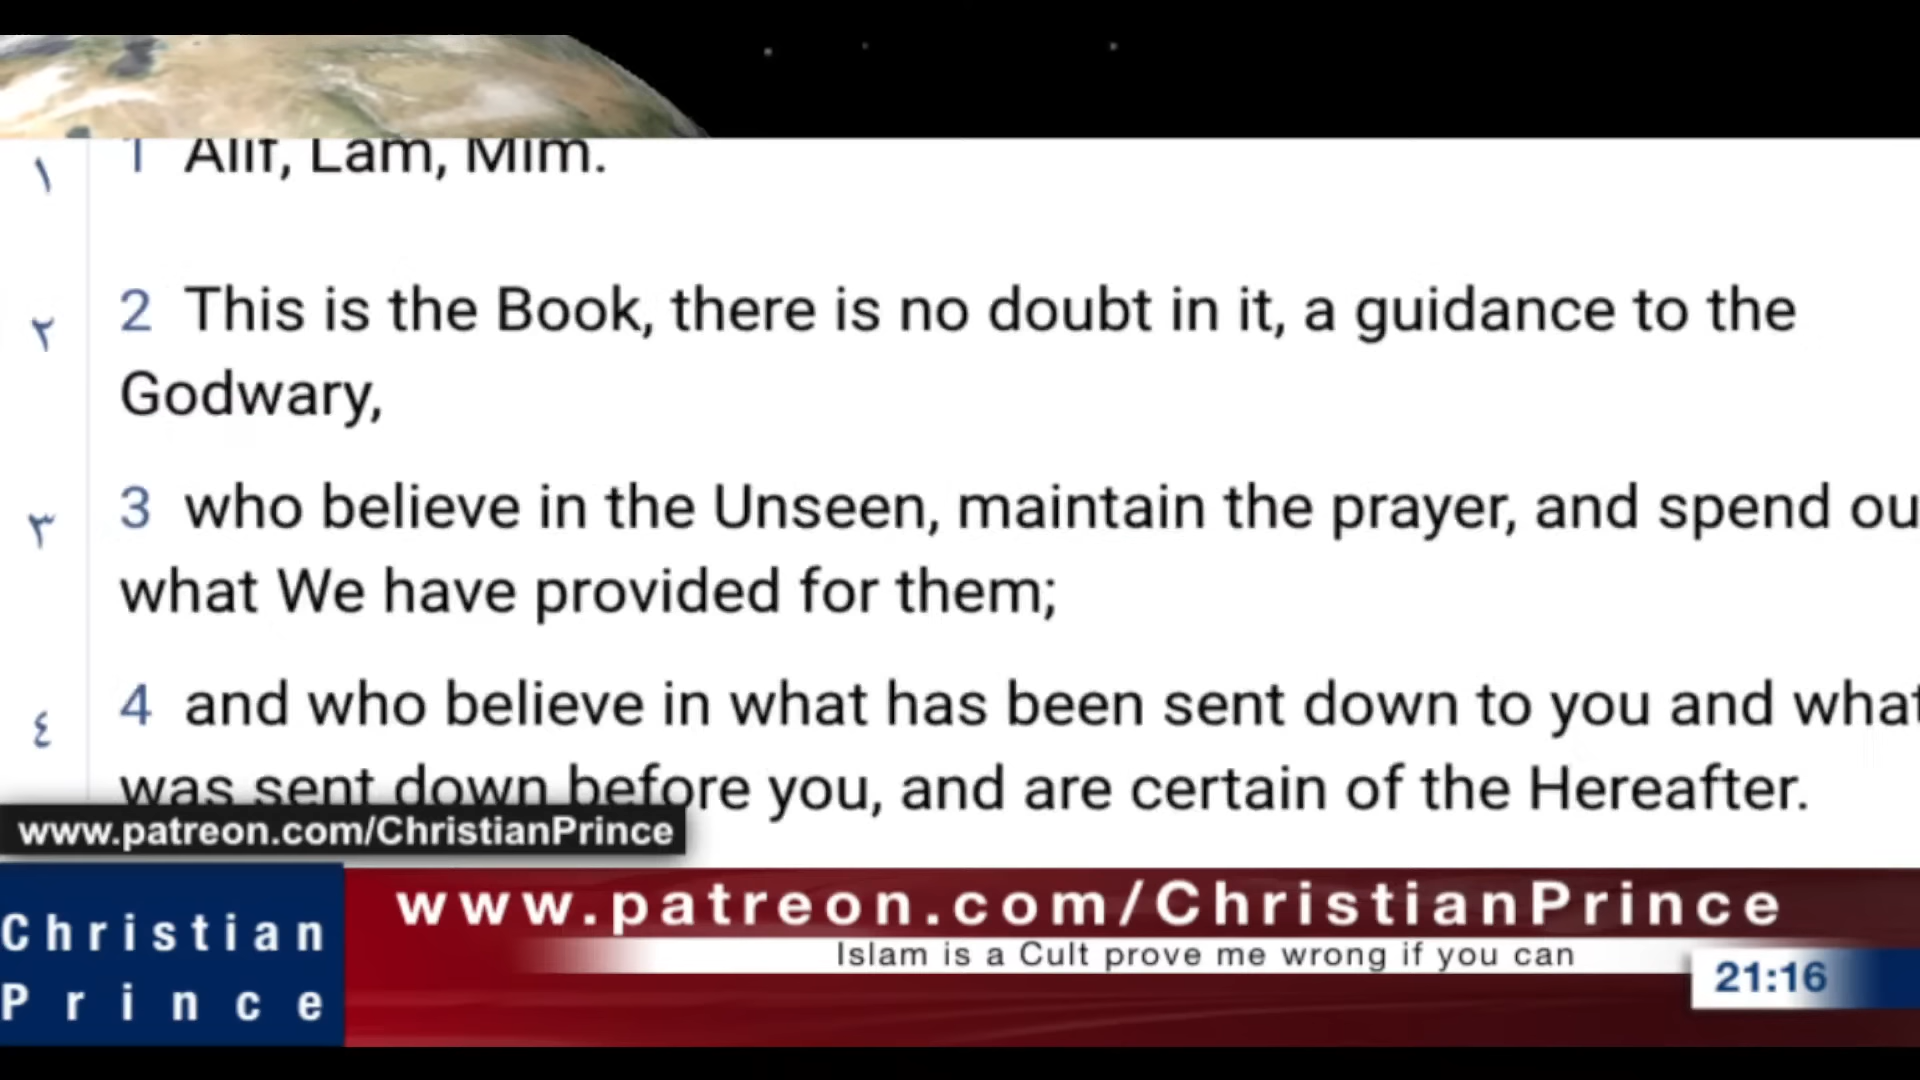 ١
1 Alif, Lam, Mim.
٢
2 This is the Book, there is no doubt in it, a guidance to the
Godwary,
٣
3 who believe in the Unseen, maintain the prayer, and spend ou
what We have provided for them;
٤
4 and who believe in what has been sent down to you and what
was sent down before you, and are certain of the Hereafter.
www.patreon.com/ChristianPrince
Christian
Prince
www.patreon.com/ChristianPrince
Islam is a Cult prove me wrong if you can
21:16